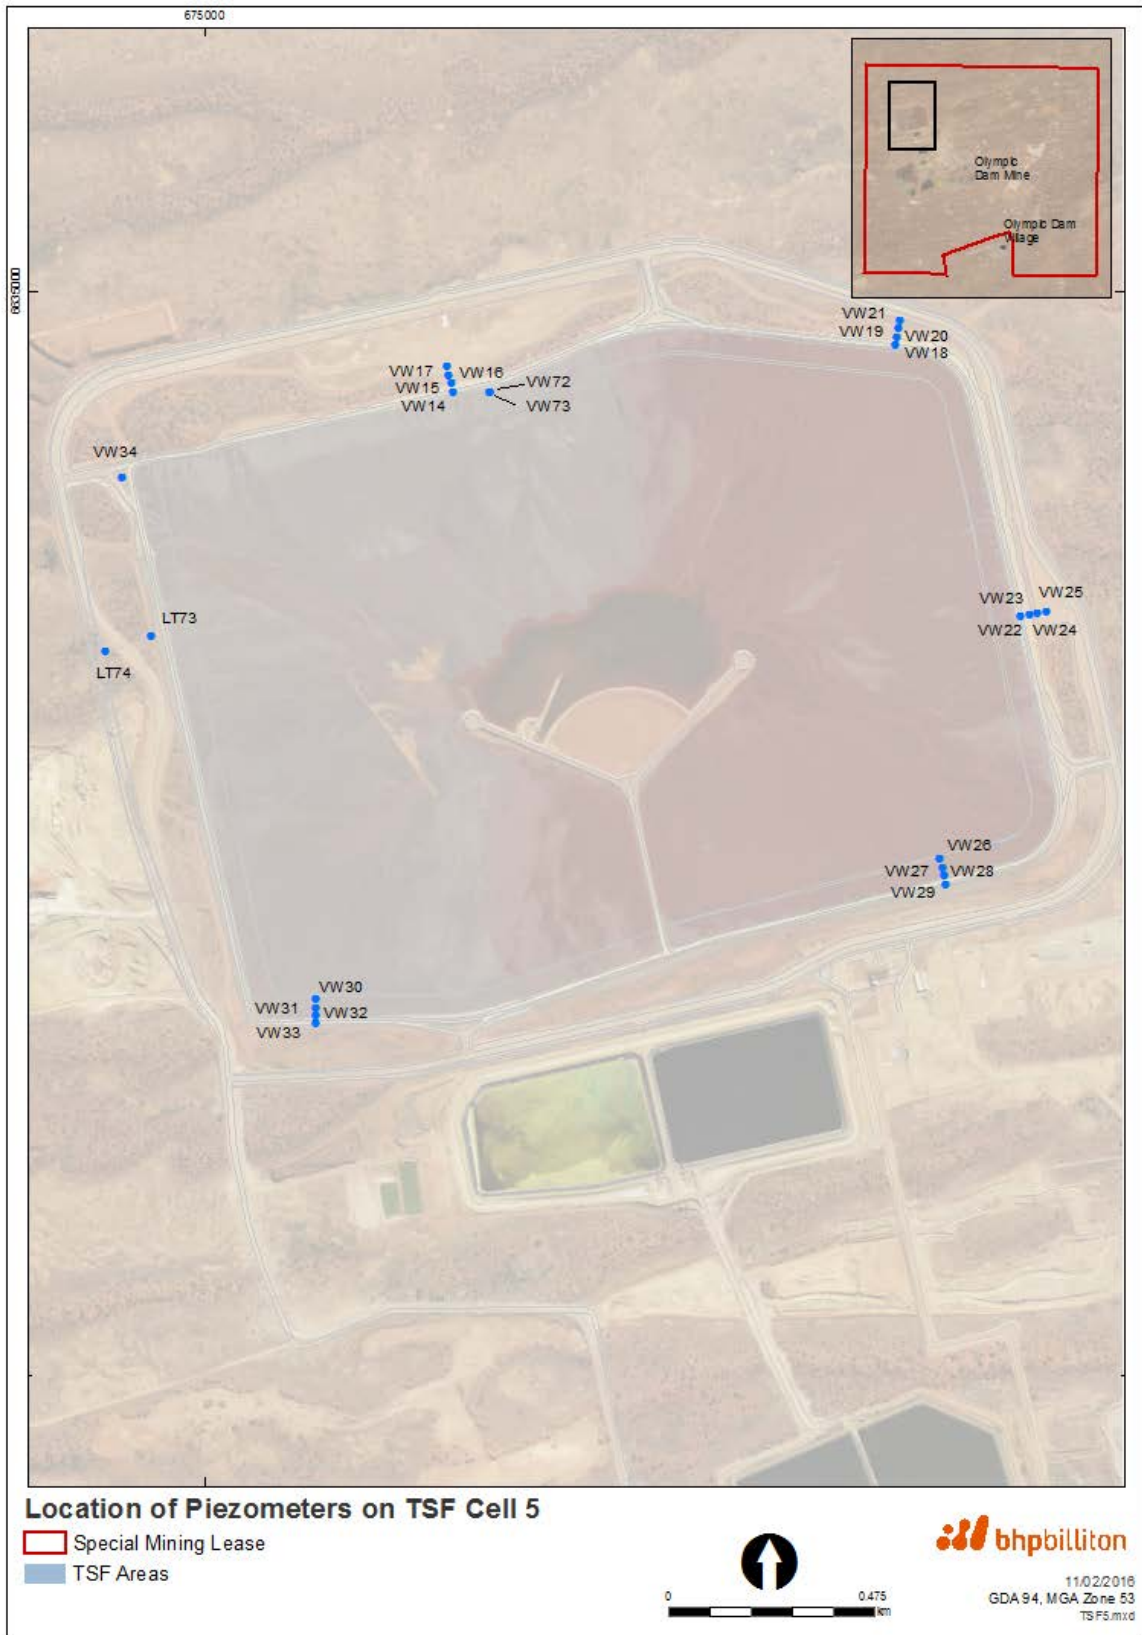 675000
6635000
Olympic
Dam Mine
Olympic Dam
Village
VW21
VW19
VW20
VW18
VW17
VW16
VW15
VW72
VW14
VW73
VW34
VW25
VW23
VW22
VW24
LT73
LT74
VW26
VW27
VW28
VW29
VW30
VW31
VW32
VW33
Location of Piezometers on TSF Cell 5
Special Mining Lease
TSF Areas
0 0.475
km
bhpbilliton
11/02/2016
GDA 94, MGA Zone 53
TSF5.mxd